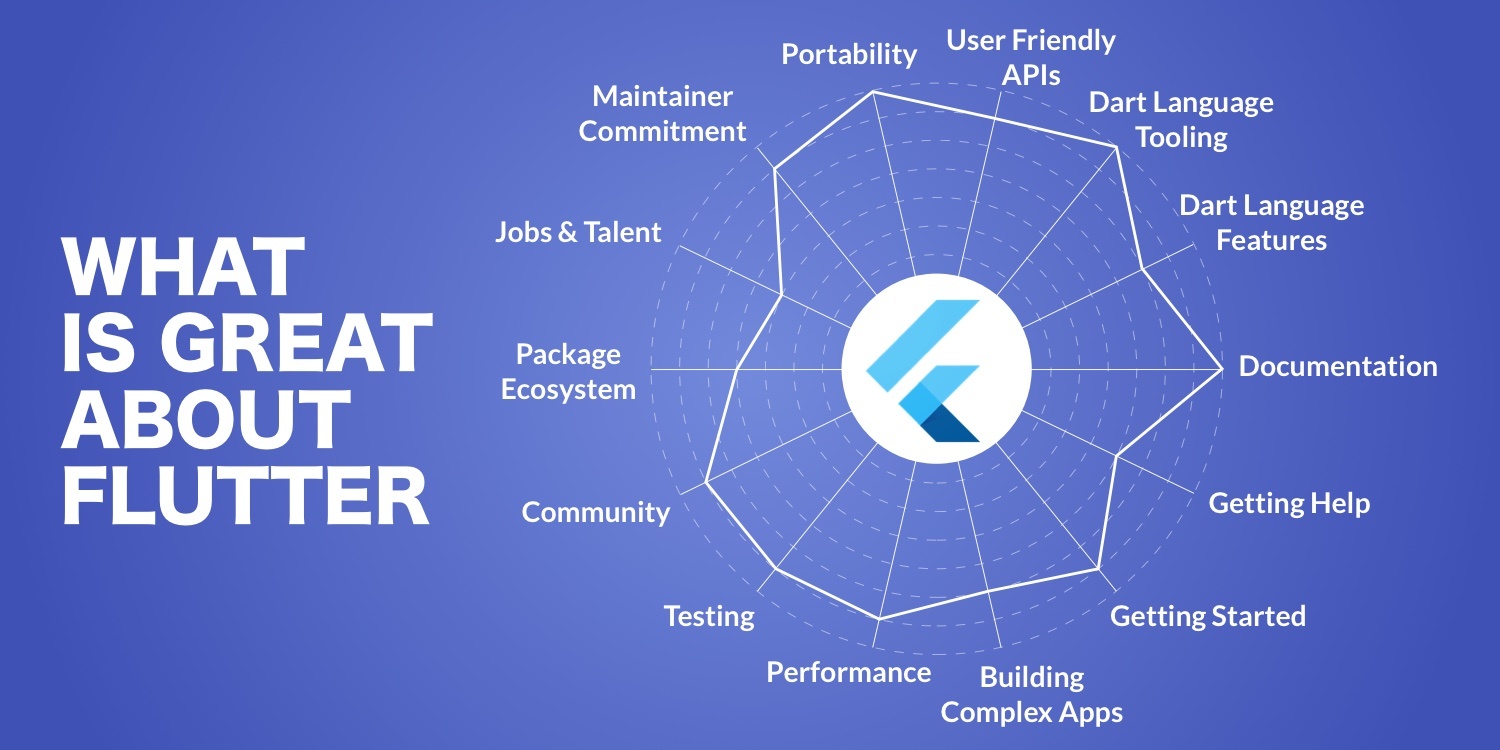 WHAT
IS GREAT
ABOUT
FLUTTER
Portability
User Friendly
APIs
Dart Language
Tooling
Dart Language
Features
Documentation
Getting Help
Getting Started
Building
Complex Apps
Performance
Testing
Community
Package
Ecosystem
Jobs & Talent
Maintainer
Commitment